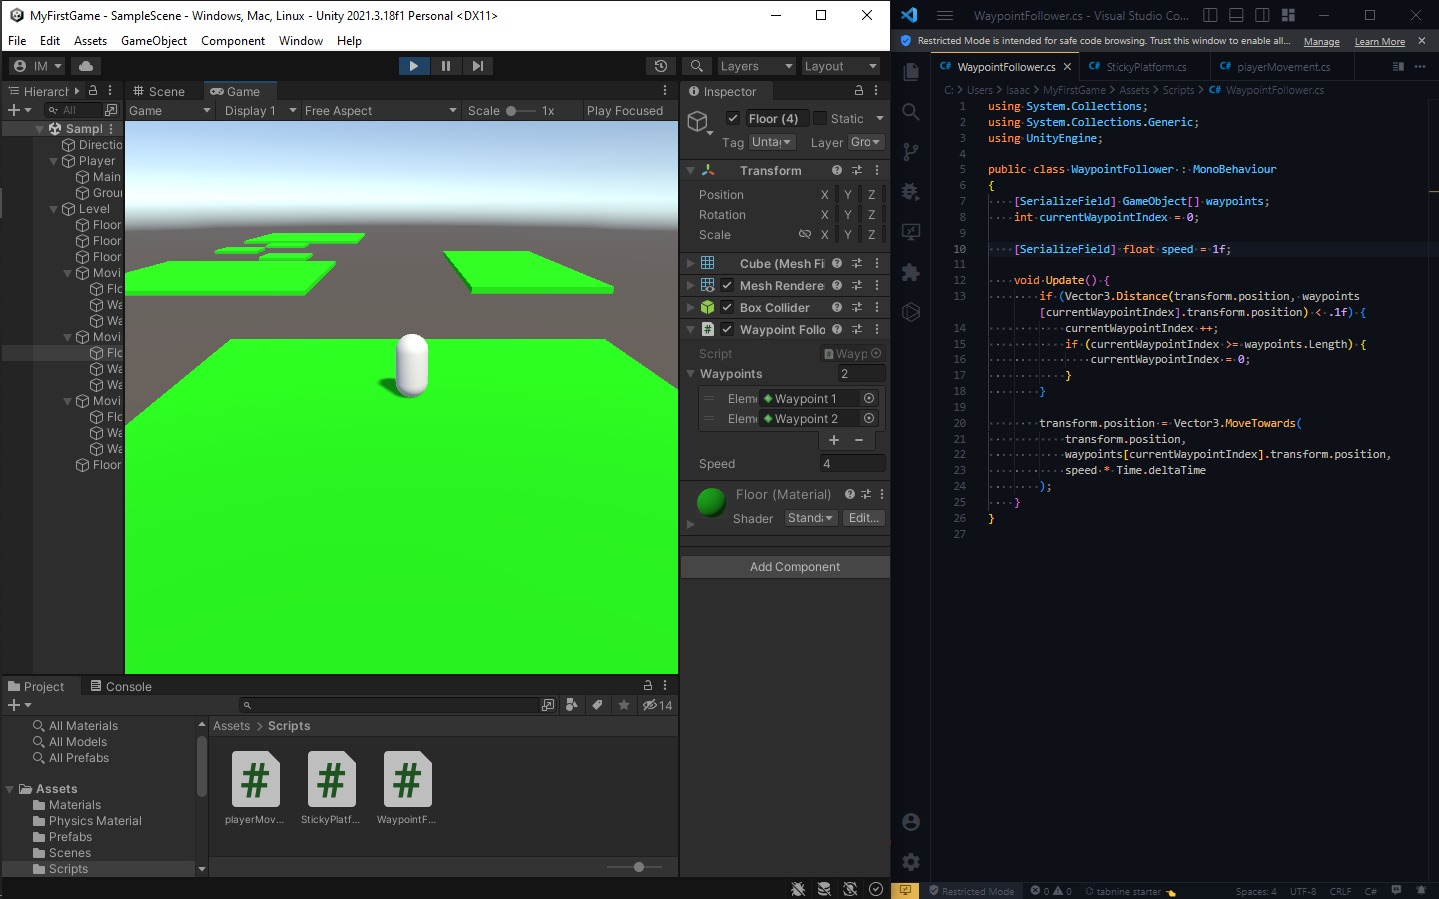 MyFirstGame - SampleScene - Windows, Mac, Linux - Unity 2021.3.18f1 Personal <DX11>
File Edit Assets GameObject Component Window Help
IM
Layers Layout
Hierarch
All
Sampl
Directio
Player
Main
Groun
Level
Floor
Floor
Floor
Movi
Flo
Wa
Wa
Movi
Flo
Wa
Wa
Movi
Flo
Wa
Wa
Floor
Scene Game
Game Display 1 Free Aspect Scale 1x Play Focused
Inspector
Floor (4) Static
Tag Untag Layer Gro
Transform
Position X Y Z
Rotation X Y Z
Scale X Y Z
Cube (Mesh Fi
Mesh Rendere
Box Collider
Waypoint Follo
Script Wayp
Waypoints 2
Eleme Waypoint 1
Eleme Waypoint 2
+ −
Speed 4
Floor (Material)
Shader Standa Edit...
Add Component
Project Console
14
All Materials
All Models
All Prefabs
Assets
Materials
Physics Material
Prefabs
Scenes
Scripts
Assets > Scripts
playerMov...
StickyPlatf...
WaypointF...
WaypointFollower.cs - Visual Studio Co...
Restricted Mode is intended for safe code browsing. Trust this window to enable all... Manage Learn More
C# WaypointFollower.cs C# StickyPlatform.cs C# playerMovement.cs
C: > Users > Isaac > MyFirstGame > Assets > Scripts > C# WaypointFollower.cs
1 using System.Collections;
2 using System.Collections.Generic;
3 using UnityEngine;
4
5 public class WaypointFollower : MonoBehaviour
6 {
7 [SerializeField] GameObject[] waypoints;
8 int currentWaypointIndex = 0;
9
10 [SerializeField] float speed = 1f;
11
12 void Update() {
13 if (Vector3.Distance(transform.position, waypoints
[currentWaypointIndex].transform.position) < .1f) {
14 currentWaypointIndex ++;
15 if (currentWaypointIndex >= waypoints.Length) {
16 currentWaypointIndex = 0;
17 }
18 }
19
20 transform.position = Vector3.MoveTowards(
21 transform.position,
22 waypoints[currentWaypointIndex].transform.position,
23 speed * Time.deltaTime
24 );
25 }
26 }
27
Restricted Mode 0 0 tabnine starter Spaces: 4 UTF-8 CRLF C#